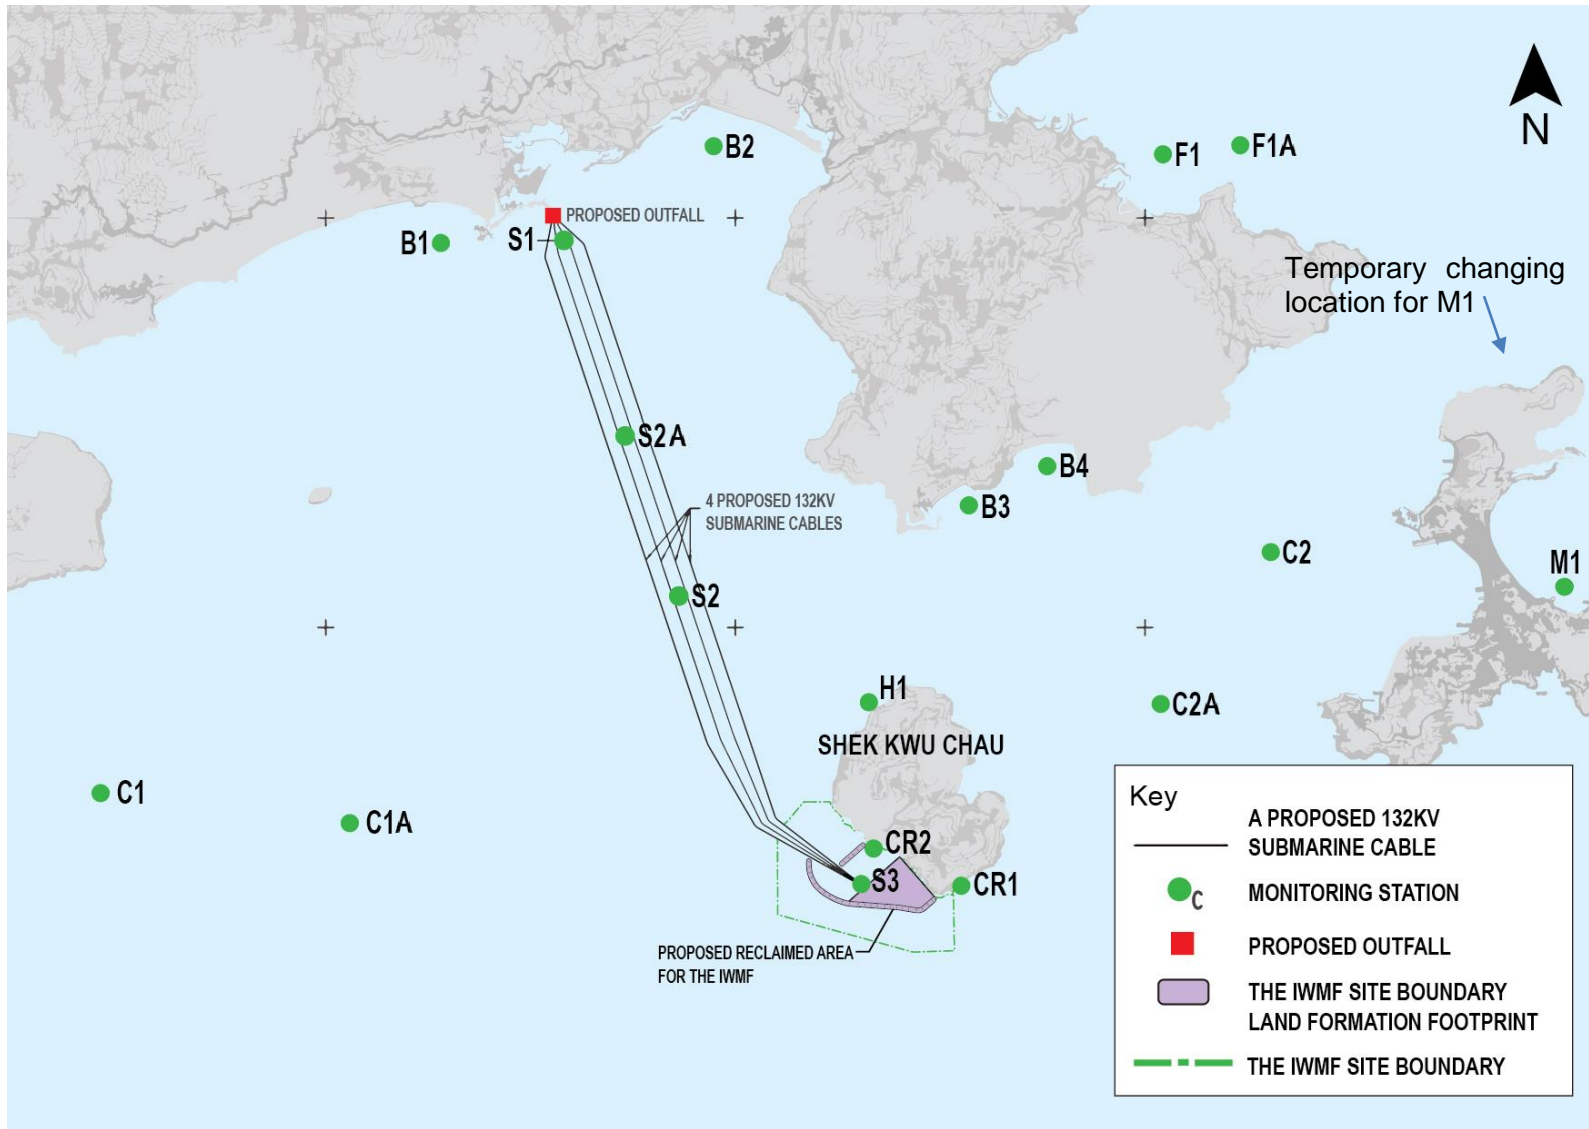 N
B2
F1
F1A
PROPOSED OUTFALL
B1
S1
Temporary changing
location for M1
S2A
B4
4 PROPOSED 132KV
SUBMARINE CABLES
B3
C2
M1
S2
H1
C2A
SHEK KWU CHAU
C1
C1A
CR2
S3
CR1
PROPOSED RECLAIMED AREA
FOR THE IWMF
Key
A PROPOSED 132KV
SUBMARINE CABLE
C
MONITORING STATION
PROPOSED OUTFALL
THE IWMF SITE BOUNDARY
LAND FORMATION FOOTPRINT
THE IWMF SITE BOUNDARY